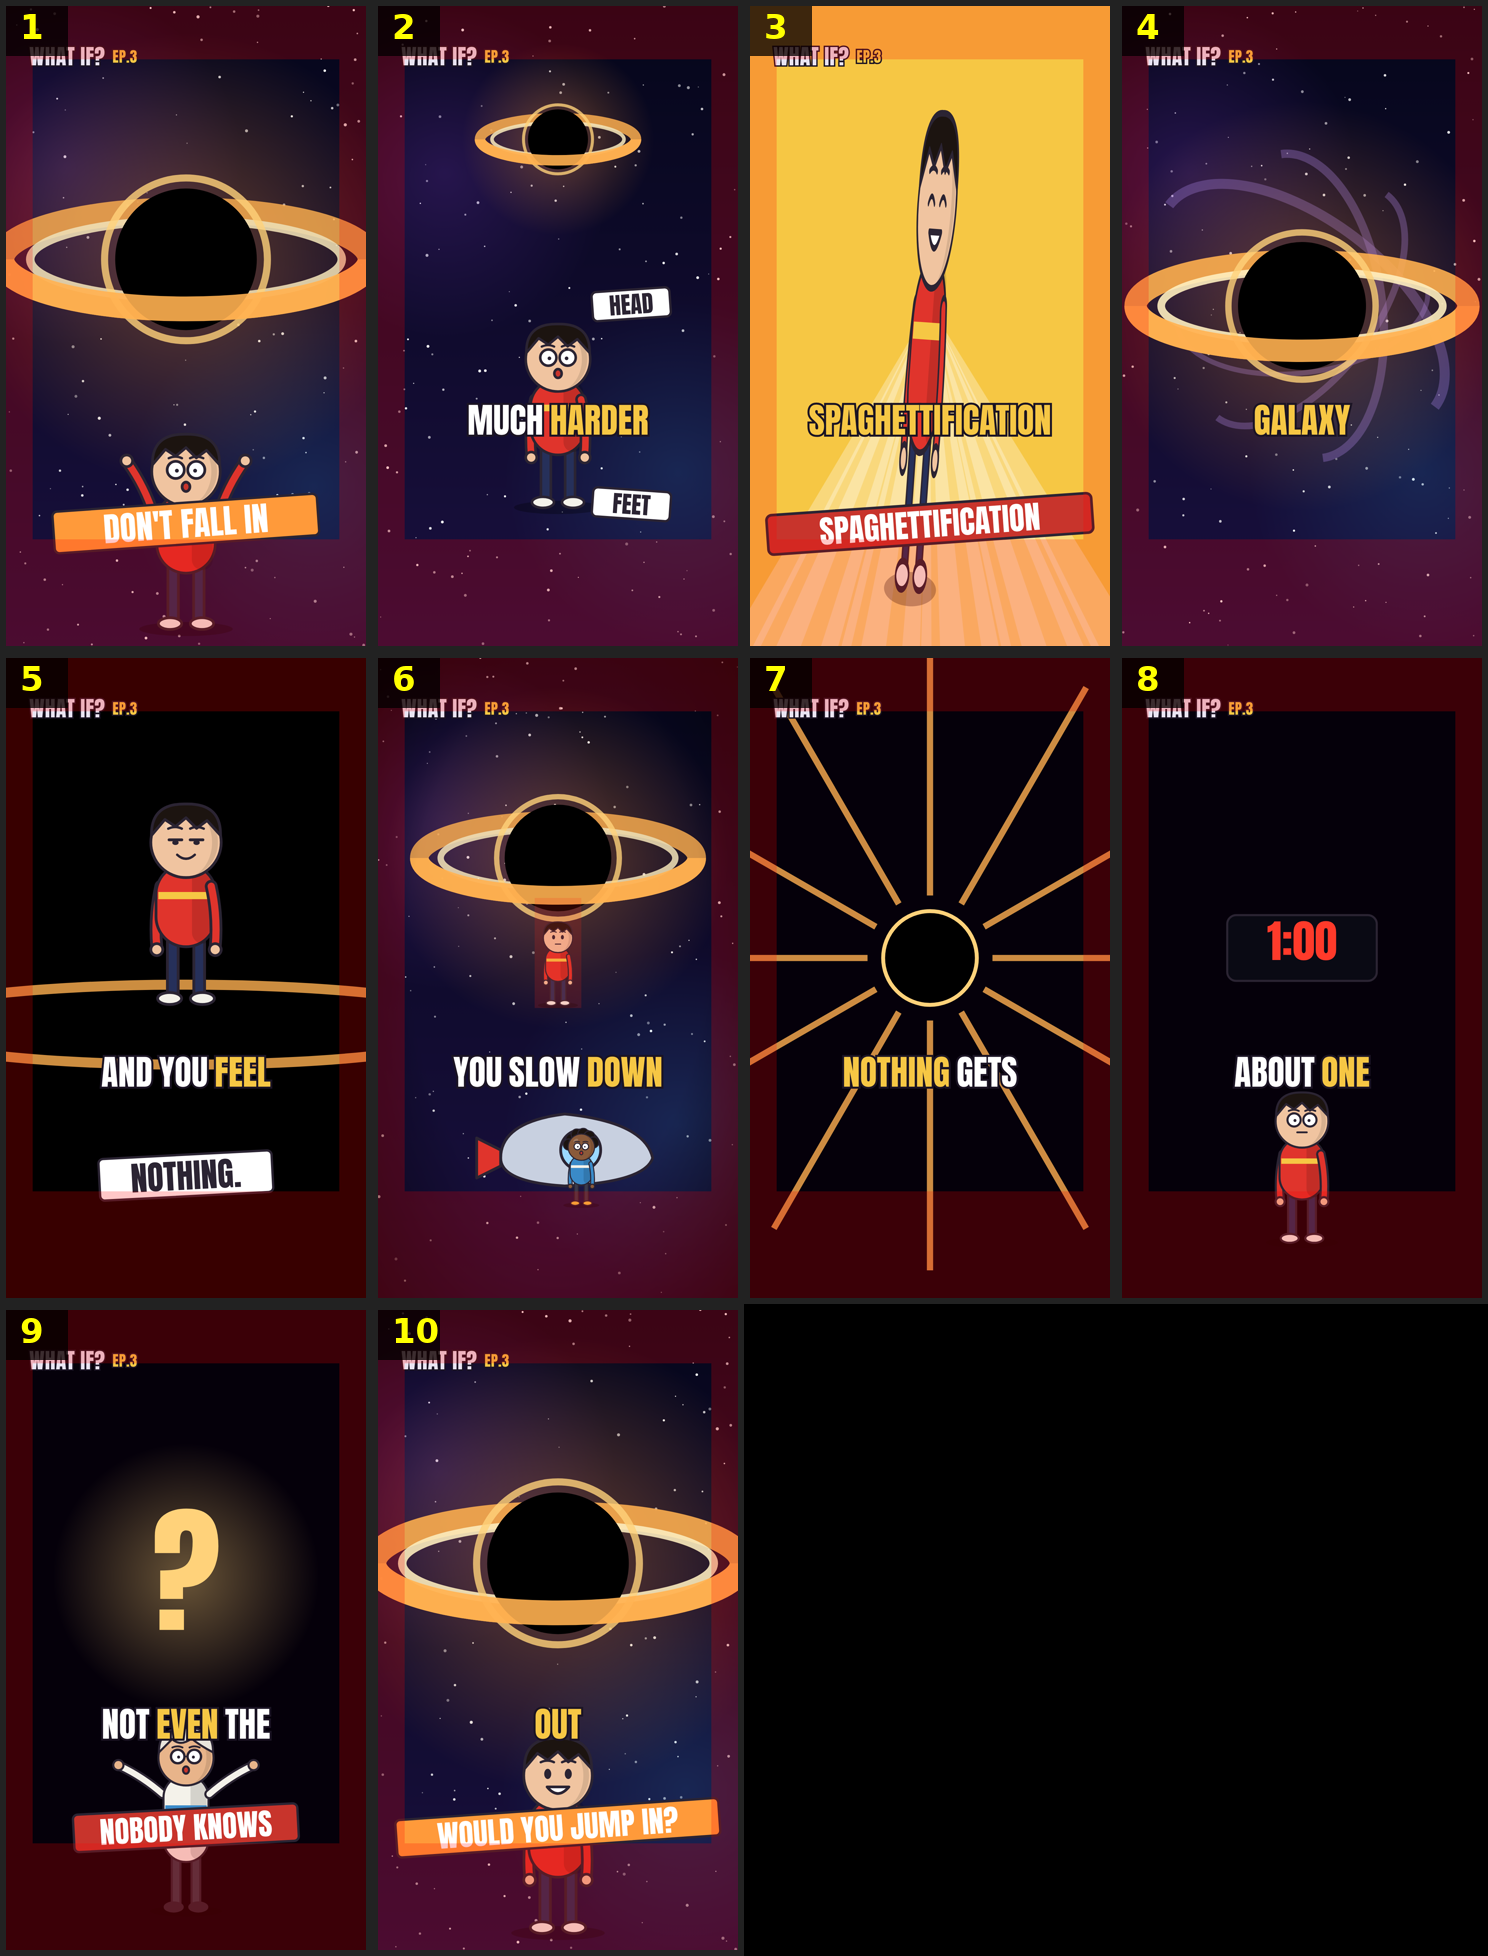 1
WHAT IF? EP.3
DON'T FALL IN
2
WHAT IF? EP.3
HEAD
MUCH HARDER
FEET
3
WHAT IF? EP.3
SPAGHETTIFICATION
SPAGHETTIFICATION
4
WHAT IF? EP.3
GALAXY
5
WHAT IF? EP.3
AND YOU FEEL
NOTHING.
6
WHAT IF? EP.3
YOU SLOW DOWN
7
WHAT IF? EP.3
NOTHING GETS
8
WHAT IF? EP.3
1:00
ABOUT ONE
9
WHAT IF? EP.3
?
NOT EVEN THE
NOBODY KNOWS
10
WHAT IF? EP.3
OUT
WOULD YOU JUMP IN?